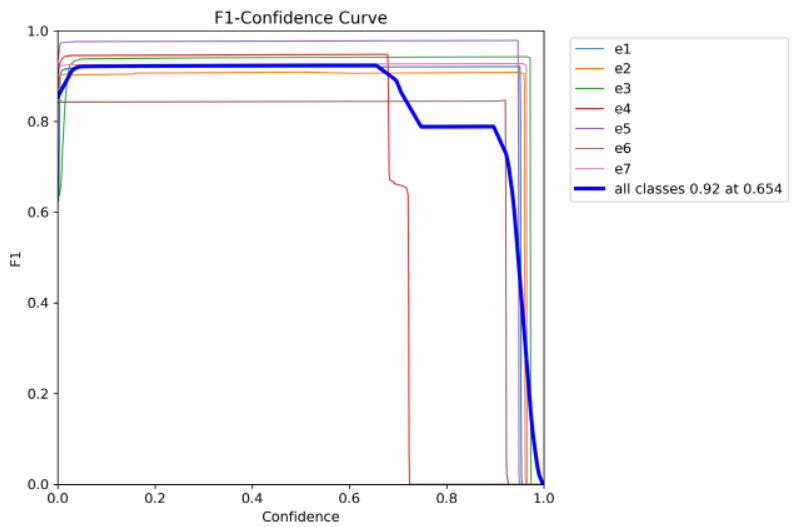 F1-Confidence Curve
1.0
0.8
0.6
0.4
0.2
0.0
F1
0.0 0.2 0.4 0.6 0.8 1.0
Confidence
e1
e2
e3
e4
e5
e6
e7
all classes 0.92 at 0.654